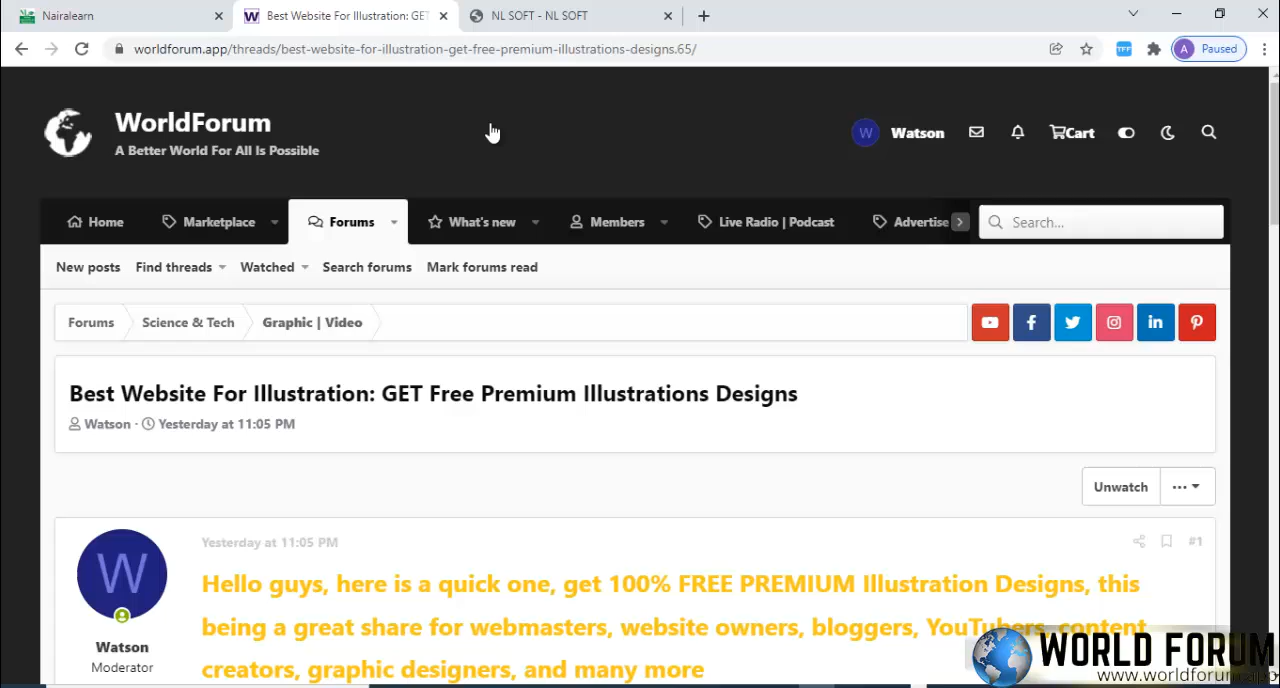 Nairalearn
Best Website For Illustration: GET
NL SOFT - NL SOFT
worldforum.app/threads/best-website-for-illustration-get-free-premium-illustrations-designs.65/
TFF
A Paused
WorldForum
A Better World For All Is Possible
W Watson Cart
Home Marketplace Forums What's new Members Live Radio | Podcast Advertise Search...
New posts Find threads Watched Search forums Mark forums read
Forums Science & Tech Graphic | Video
Best Website For Illustration: GET Free Premium Illustrations Designs
Watson · Yesterday at 11:05 PM
Unwatch
W
Watson
Moderator
Yesterday at 11:05 PM #1
Hello guys, here is a quick one, get 100% FREE PREMIUM Illustration Designs, this
being a great share for webmasters, website owners, bloggers, YouTubers, content
creators, graphic designers, and many more
WORLD FORUM
www.worldforum.app